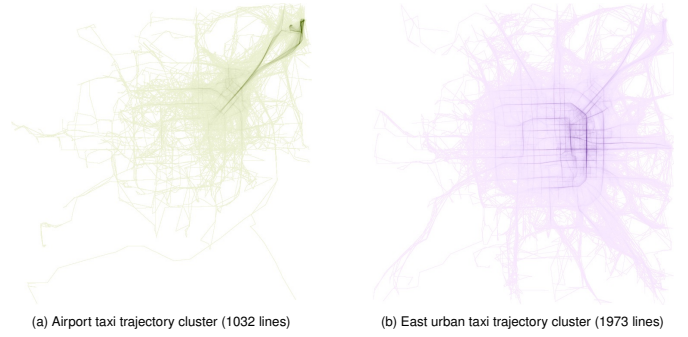 (a) Airport taxi trajectory cluster (1032 lines)
(b) East urban taxi trajectory cluster (1973 lines)